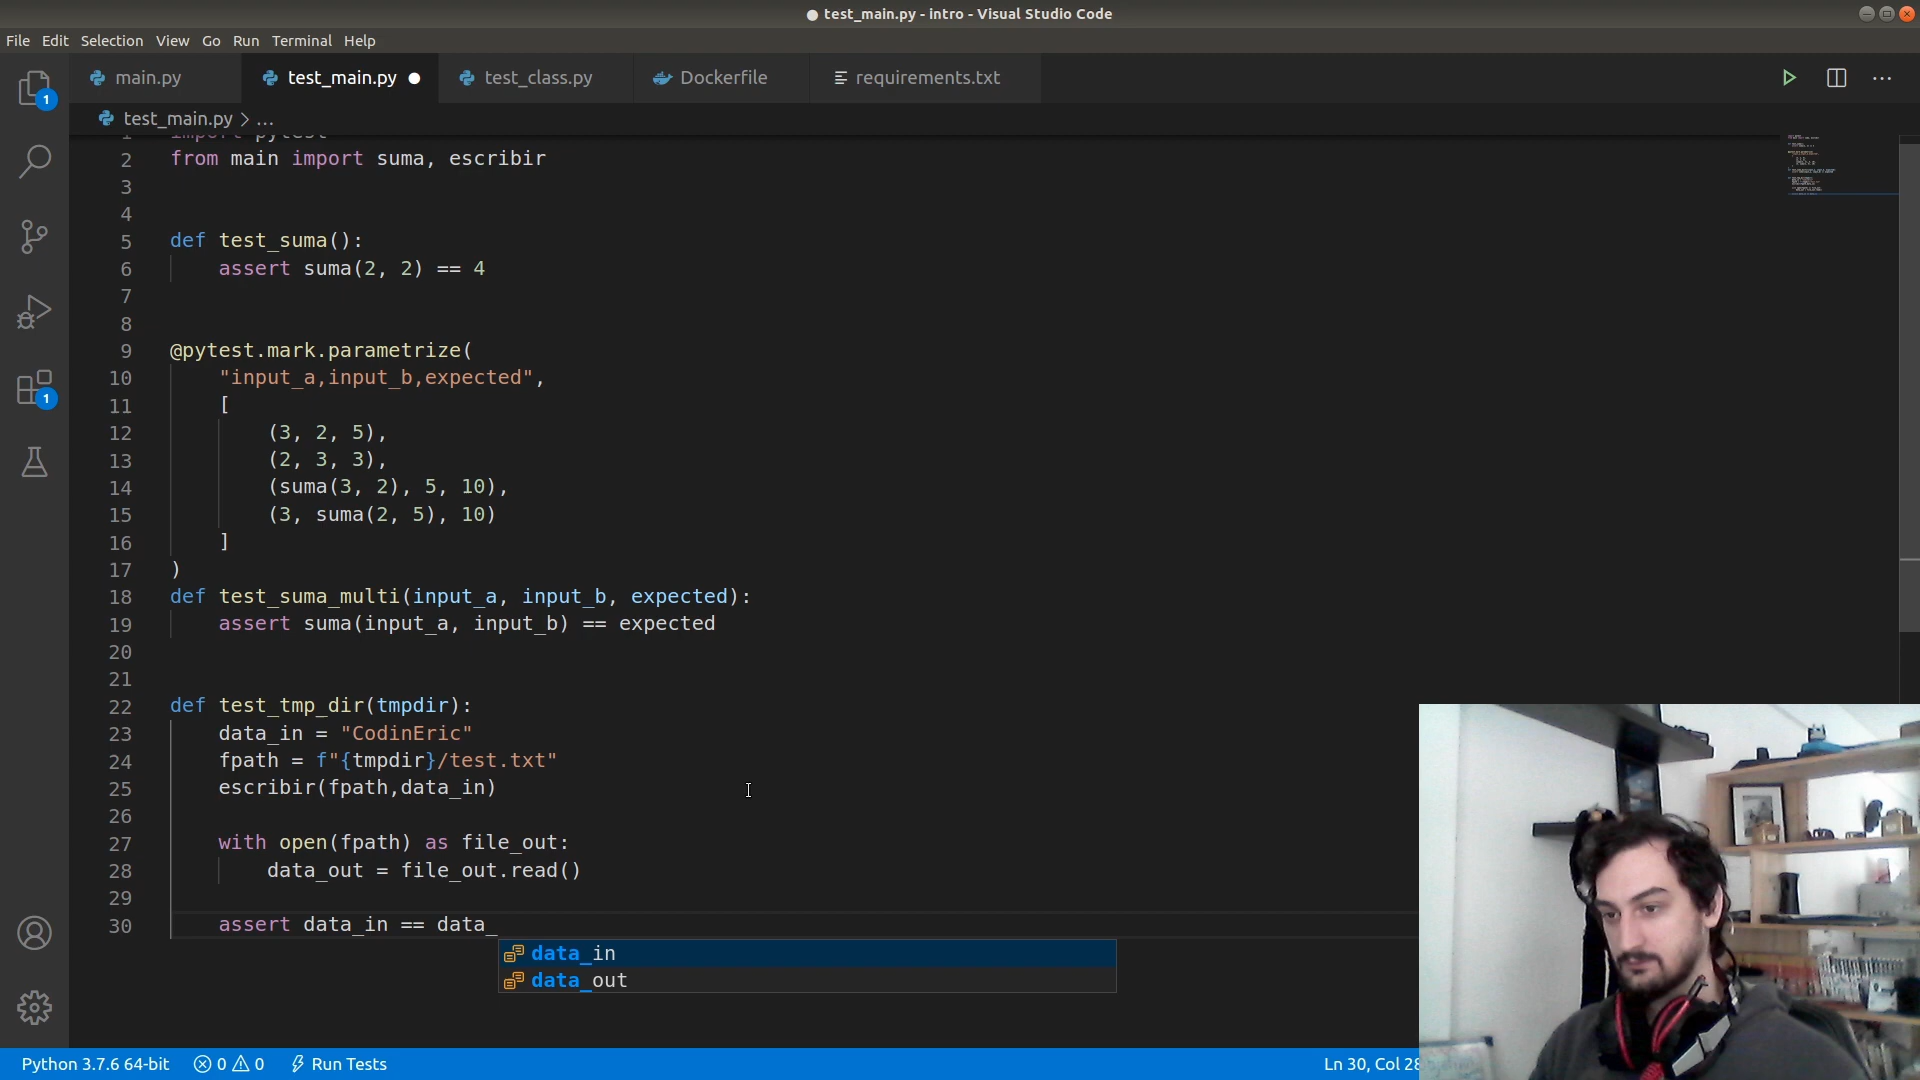 ● test_main.py - intro - Visual Studio Code
File Edit Selection View Go Run Terminal Help
main.py test_main.py ● test_class.py Dockerfile requirements.txt
test_main.py > ...
1 import pytest
2 from main import suma, escribir
3
4
5 def test_suma():
6 assert suma(2, 2) == 4
7
8
9 @pytest.mark.parametrize(
10 "input_a,input_b,expected",
11 [
12 (3, 2, 5),
13 (2, 3, 3),
14 (suma(3, 2), 5, 10),
15 (3, suma(2, 5), 10)
16 ]
17 )
18 def test_suma_multi(input_a, input_b, expected):
19 assert suma(input_a, input_b) == expected
20
21
22 def test_tmp_dir(tmpdir):
23 data_in = "CodinEric"
24 fpath = f"{tmpdir}/test.txt"
25 escribir(fpath,data_in)
26
27 with open(fpath) as file_out:
28 data_out = file_out.read()
29
30 assert data_in == data_
data_in
data_out
1
1
Python 3.7.6 64-bit 0 0 Run Tests Ln 30, Col 28